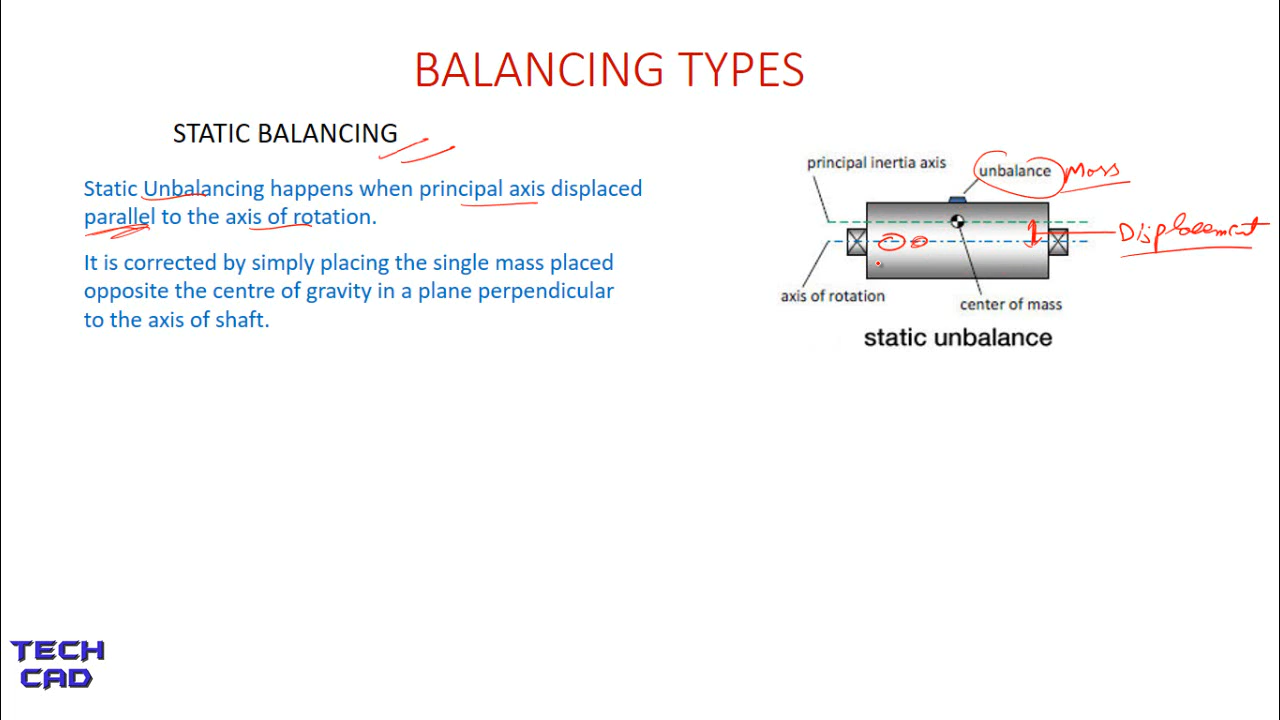 BALANCING TYPES
STATIC BALANCING
Static Unbalancing happens when principal axis displaced
parallel to the axis of rotation.
It is corrected by simply placing the single mass placed
opposite the centre of gravity in a plane perpendicular
to the axis of shaft.
principal inertia axis
unbalance Mass
Displacement
axis of rotation
center of mass
static unbalance
TECH
CAD